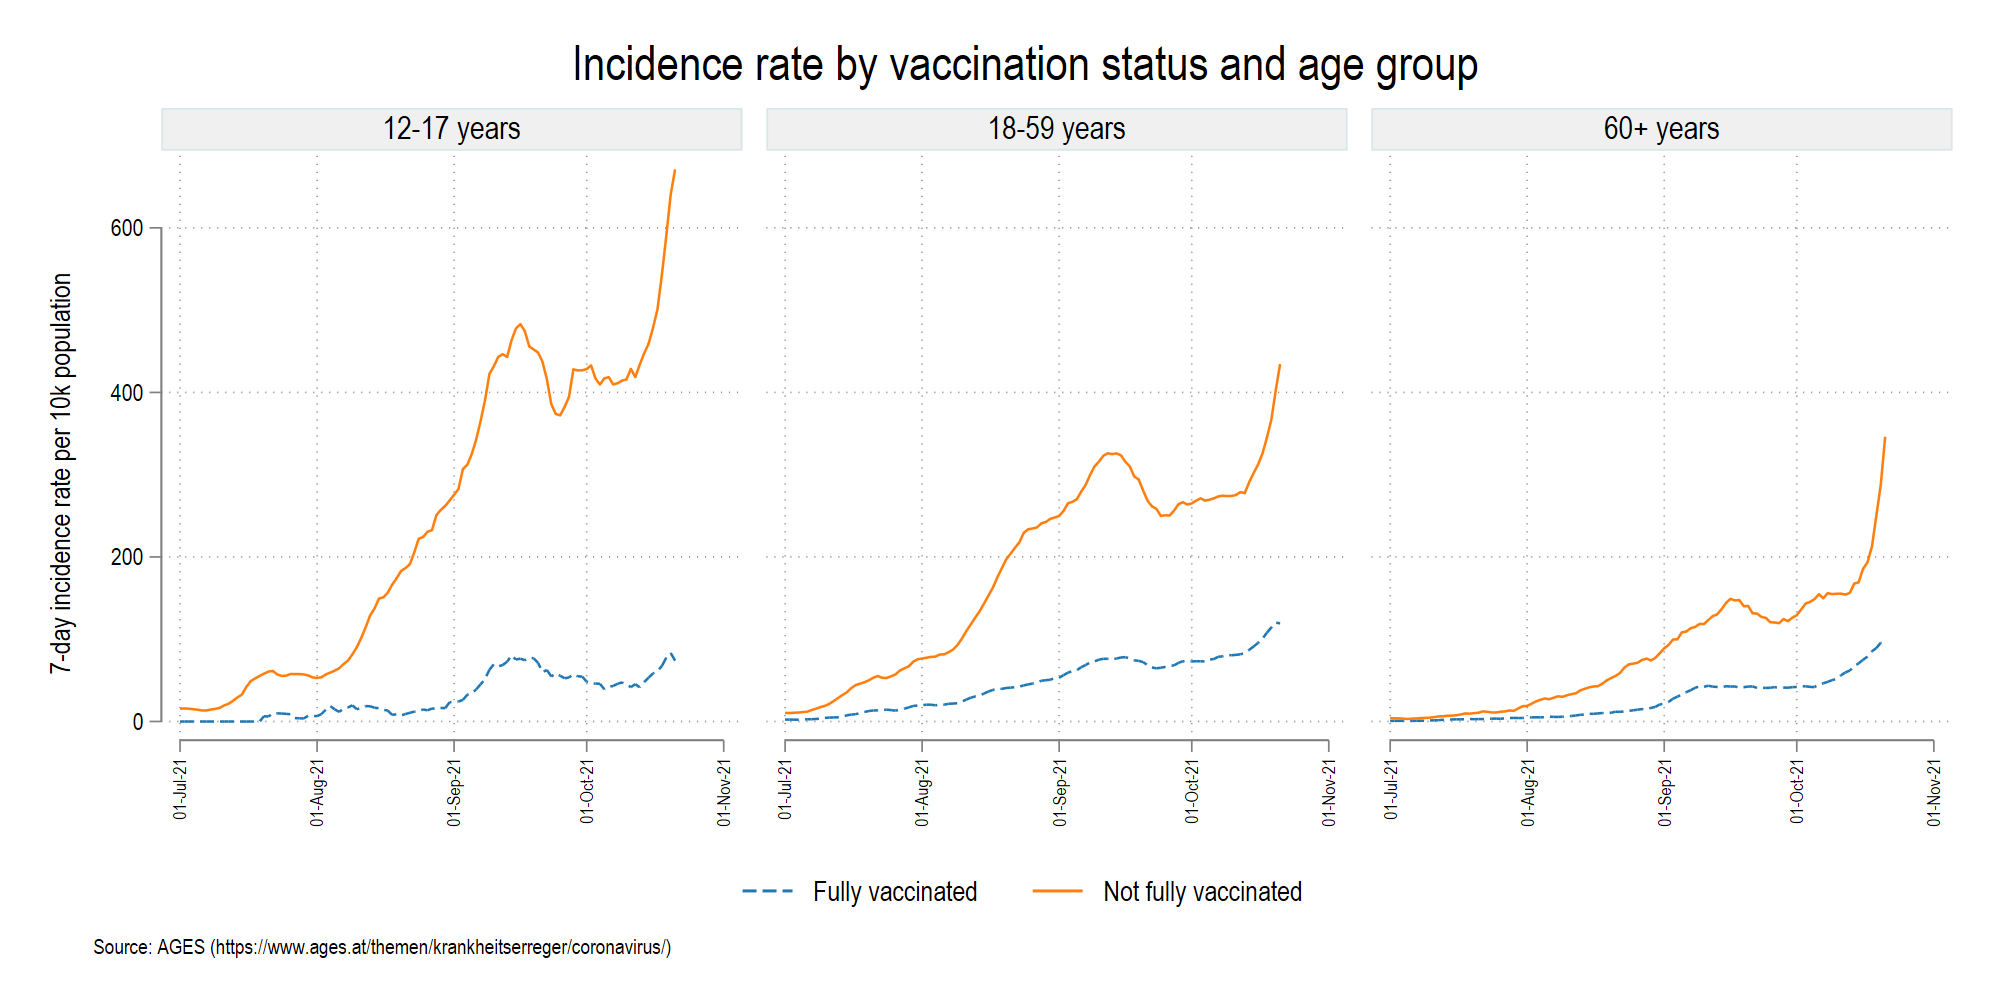 Incidence rate by vaccination status and age group
12-17 years
18-59 years
60+ years
7-day incidence rate per 10k population
600
400
200
0
01-Jul-21
01-Aug-21
01-Sep-21
01-Oct-21
01-Nov-21
01-Jul-21
01-Aug-21
01-Sep-21
01-Oct-21
01-Nov-21
01-Jul-21
01-Aug-21
01-Sep-21
01-Oct-21
01-Nov-21
Fully vaccinated
Not fully vaccinated
Source: AGES (https://www.ages.at/themen/krankheitserreger/coronavirus/)